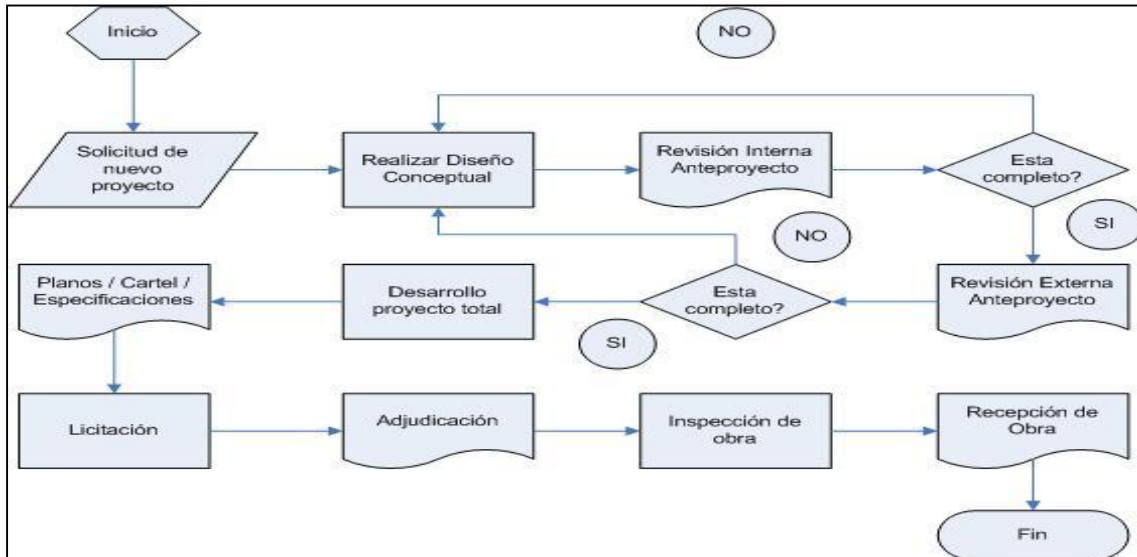 Inicio
NO
Solicitud de
nuevo
proyecto
Realizar Diseño
Conceptual
Revisión Interna
Anteproyecto
Esta
completo?
SI
NO
Planos / Cartel /
Especificaciones
Desarrollo
proyecto total
Esta
completo?
Revisión Externa
Anteproyecto
SI
Licitación
Adjudicación
Inspección de
obra
Recepción de
Obra
Fin